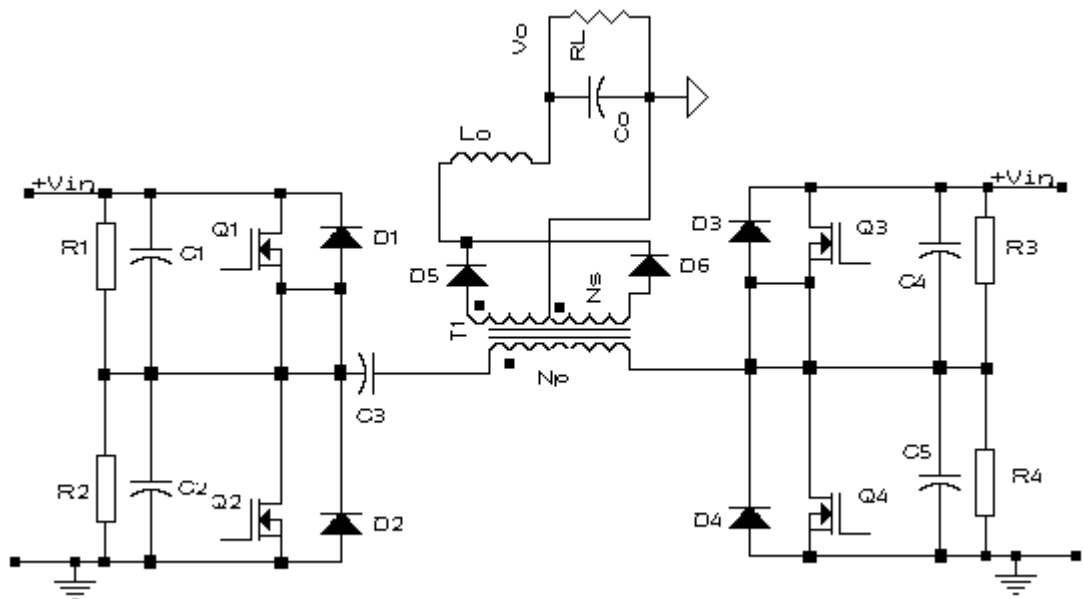 Vo
RL
Co
Lo
+Vin
+Vin
R1
C1
Q1
D1
D3
Q3
C4
R3
D5
D6
Ns
T1
Np
C3
R2
C2
Q2
D2
D4
Q4
C5
R4